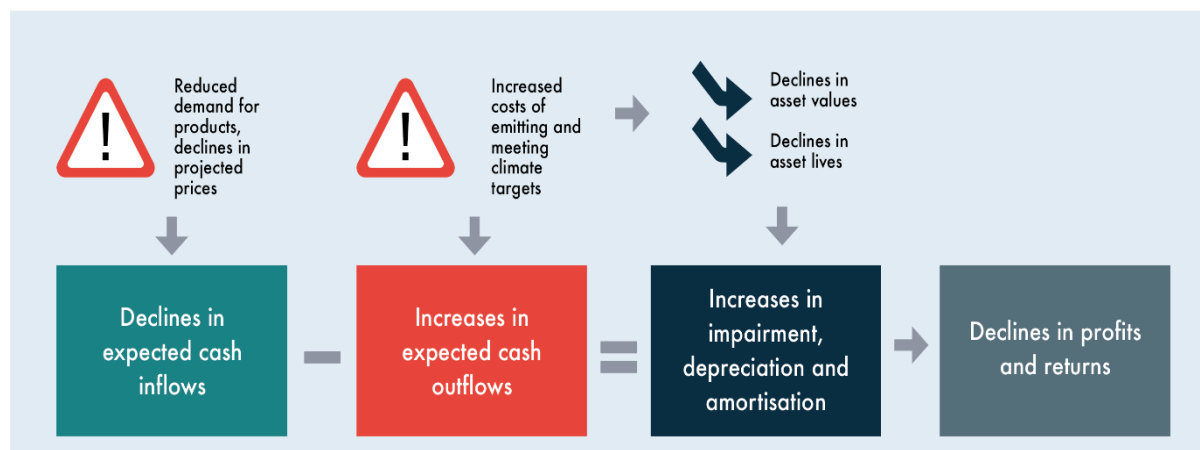 Reduced
demand for
products,
declines in
projected
prices
Increased
costs of
emitting and
meeting
climate
targets
Declines in
asset values
Declines in
asset lives
!
!
Declines in
expected cash
inflows
–
Increases in
expected cash
outflows
=
Increases in
impairment,
depreciation and
amortisation
Declines in profits
and returns